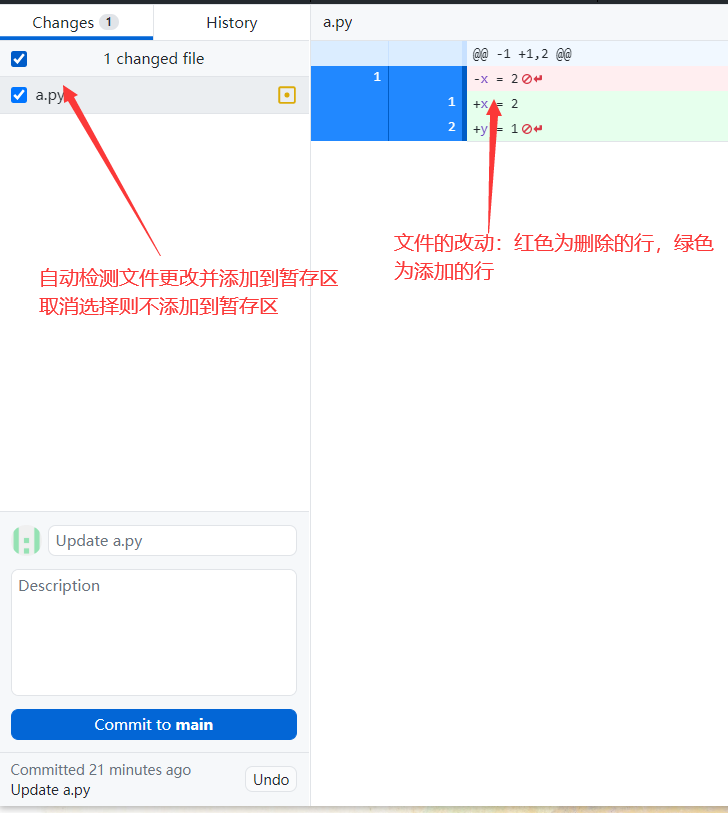 Changes 1
History
1 changed file
a.py
自动检测文件更改并添加到暂存区
取消选择则不添加到暂存区
a.py
@@ -1 +1,2 @@
1 -x = 2
1 +x = 2
2 +y = 1
文件的改动：红色为删除的行，绿色
为添加的行
Update a.py
Description
Commit to main
Committed 21 minutes ago
Update a.py
Undo